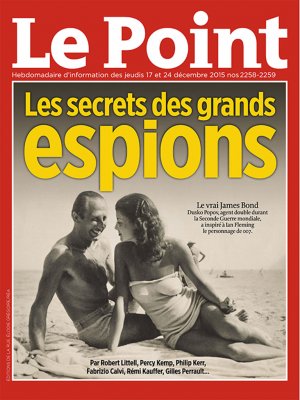 Le Point
Hebdomadaire d'information des jeudis 17 et 24 décembre 2015 nos 2258-2259
Les secrets des grands
espions
Le vrai James Bond
Dusko Popov, agent double durant
la Seconde Guerre mondiale,
a inspiré à Ian Fleming
le personnage de 007.
Par Robert Littell, Percy Kemp, Philip Kerr,
Fabrizio Calvi, Rémi Kauffer, Gilles Perrault...